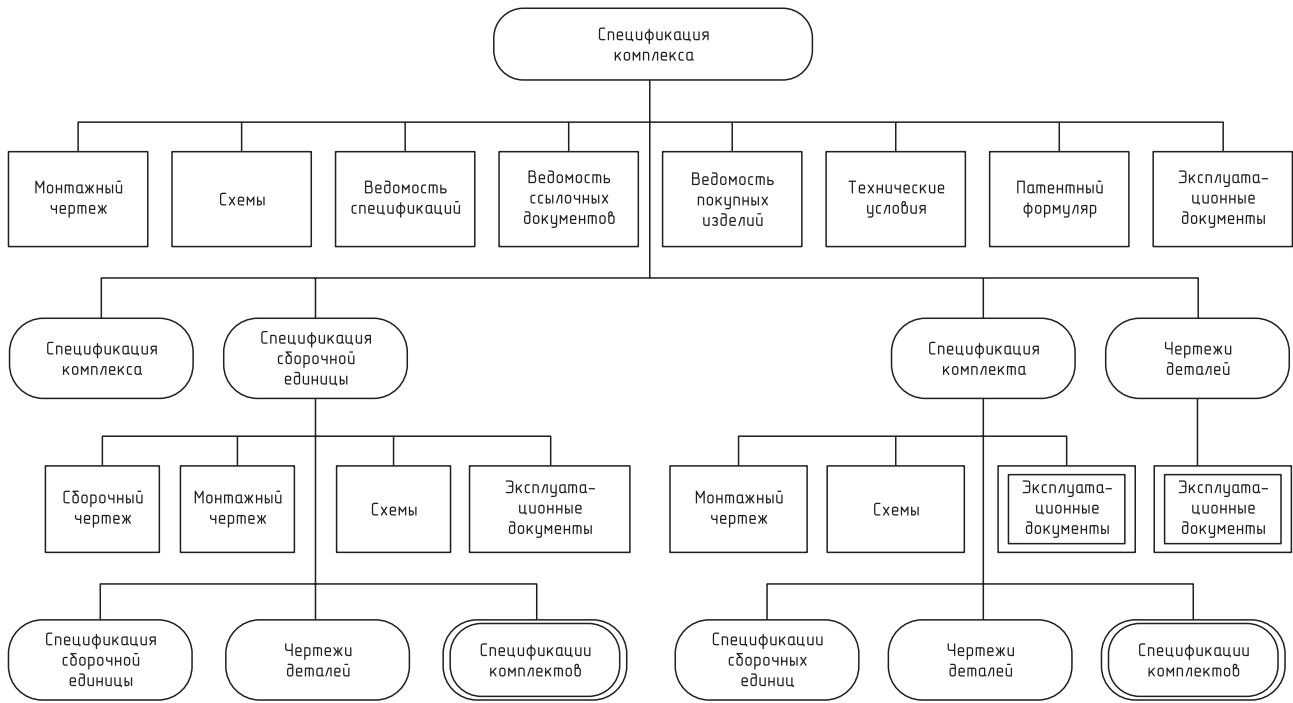 Спецификация
комплекса
Монтажный
чертеж
Схемы
Ведомость
спецификаций
Ведомость
ссылочных
документов
Ведомость
покупных
изделий
Технические
условия
Патентный
формуляр
Эксплуата-
ционные
документы
Спецификация
комплекса
Спецификация
сборочной
единицы
Спецификация
комплекта
Чертежи
деталей
Сборочный
чертеж
Монтажный
чертеж
Схемы
Эксплуата-
ционные
документы
Монтажный
чертеж
Схемы
Эксплуата-
ционные
документы
Эксплуата-
ционные
документы
Спецификация
сборочной
единицы
Чертежи
деталей
Спецификации
комплектов
Спецификации
сборочных
единиц
Чертежи
деталей
Спецификации
комплектов